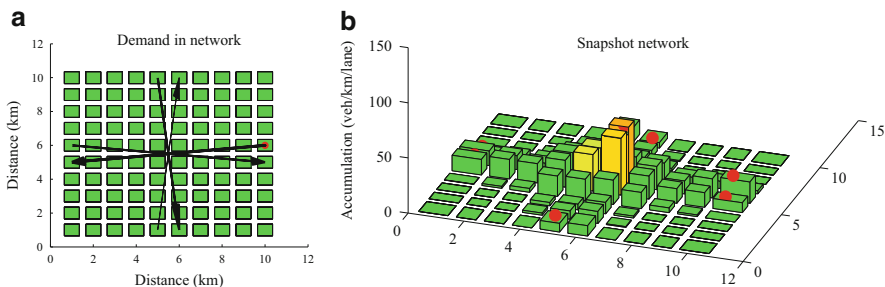 a
Demand in network
12
10
8
6
4
2
0
0 2 4 6 8 10 12
Distance (km)
Distance (km)
b
Snapshot network
150
100
50
0
Accumulation (veh/km/lane)
0 2 4 6 8 10 12
0 5 10 15